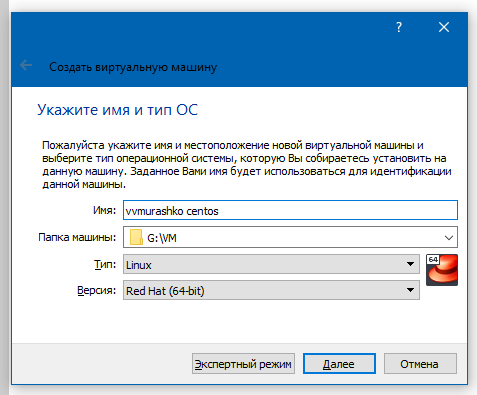 ?
Создать виртуальную машину
Укажите имя и тип ОС
Пожалуйста укажите имя и местоположение новой виртуальной машины и
выберите тип операционной системы, которую Вы собираетесь установить на
данную машину. Заданное Вами имя будет использоваться для идентификации
данной машины.
Имя: vvmurashko centos
Папка машины: G:\VM
Тип: Linux
64
Версия: Red Hat (64-bit)
Экспертный режим Далее Отмена